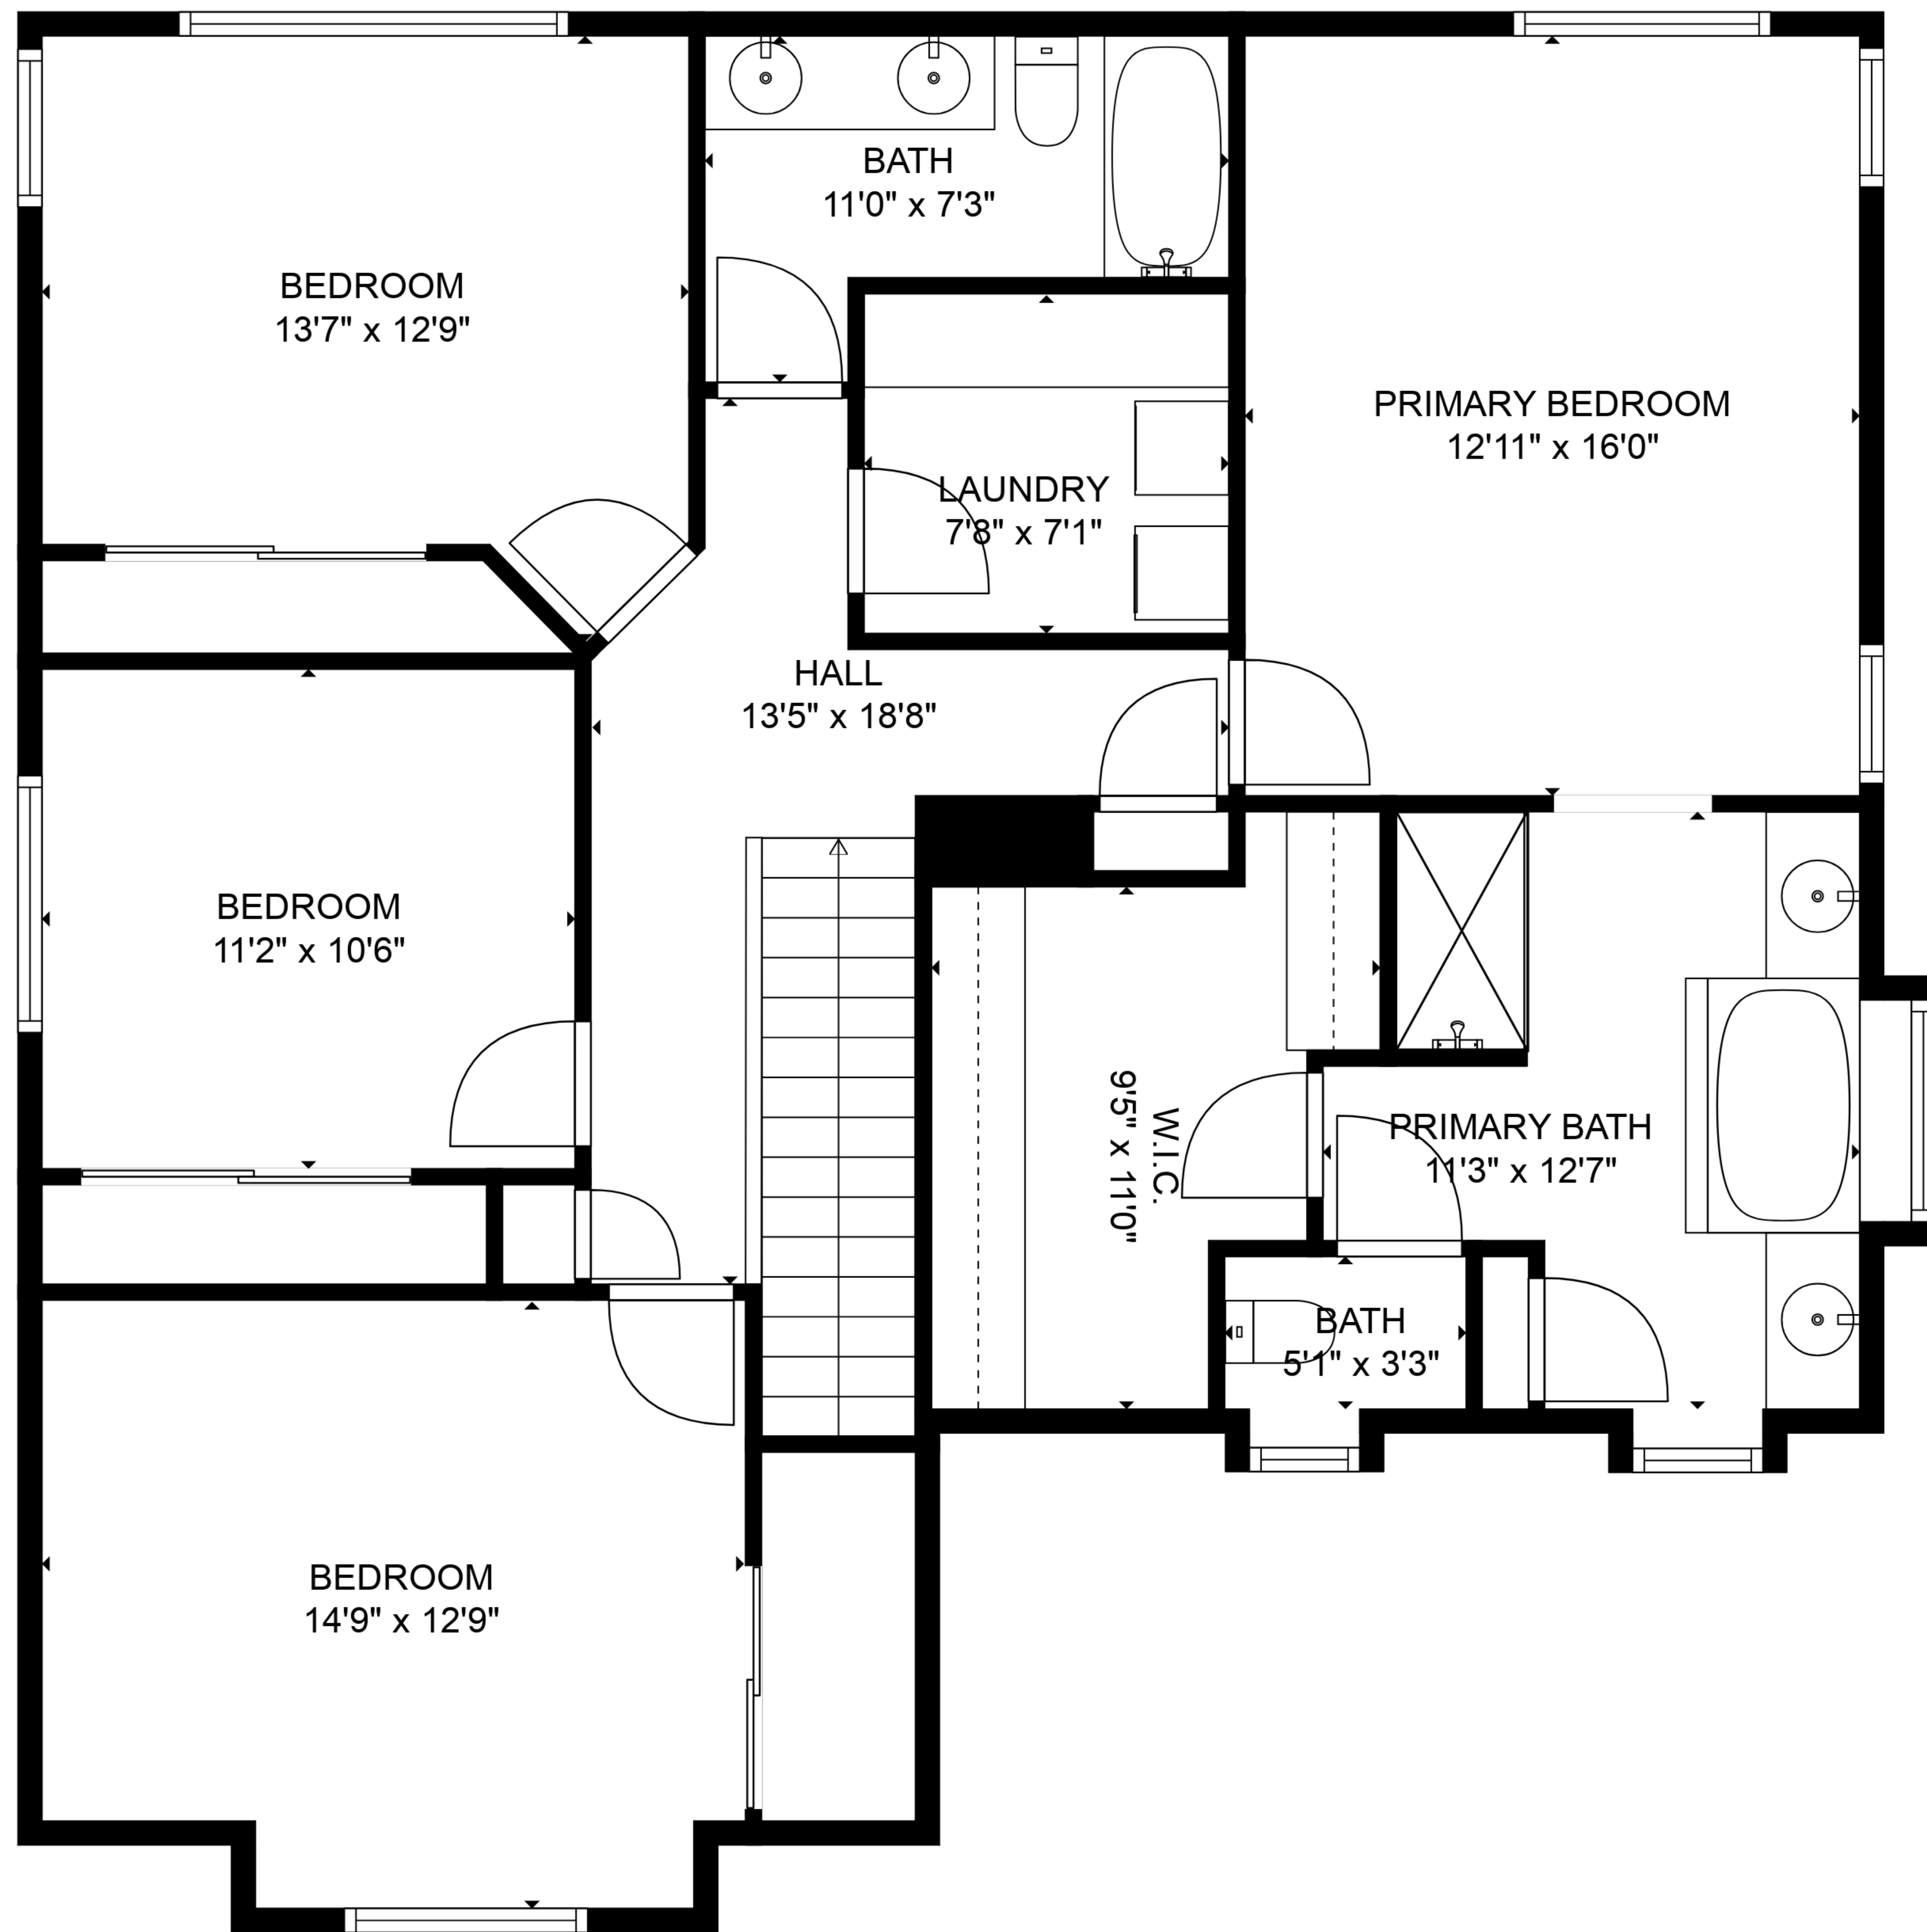 BATH
11'0" x 7'3"
BEDROOM
13'7" x 12'9"
PRIMARY BEDROOM
12'11" x 16'0"
LAUNDRY
7'8" x 7'1"
HALL
13'5" x 18'8"
BEDROOM
11'2" x 10'6"
W.I.C.
9'5" x 11'0"
PRIMARY BATH
11'3" x 12'7"
BATH
5'1" x 3'3"
BEDROOM
14'9" x 12'9"